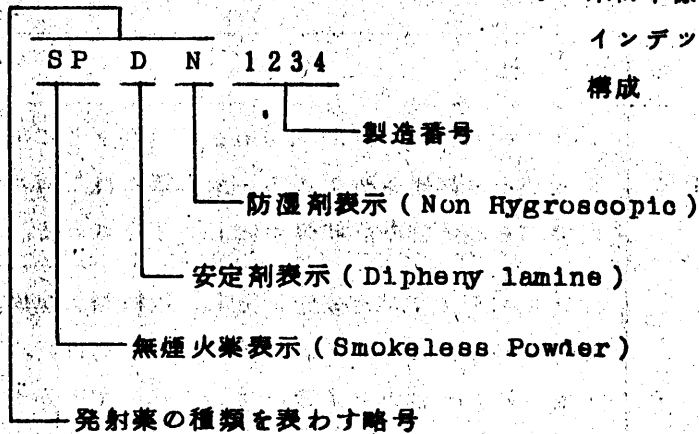 インデッ
SP D N 1234
構成
製造番号
防湿剤表示 (Non Hygroscopic)
安定剤表示 (Dipheny lamine)
無煙火薬表示 (Smokeless Powder)
発射薬の種類を表わす略号